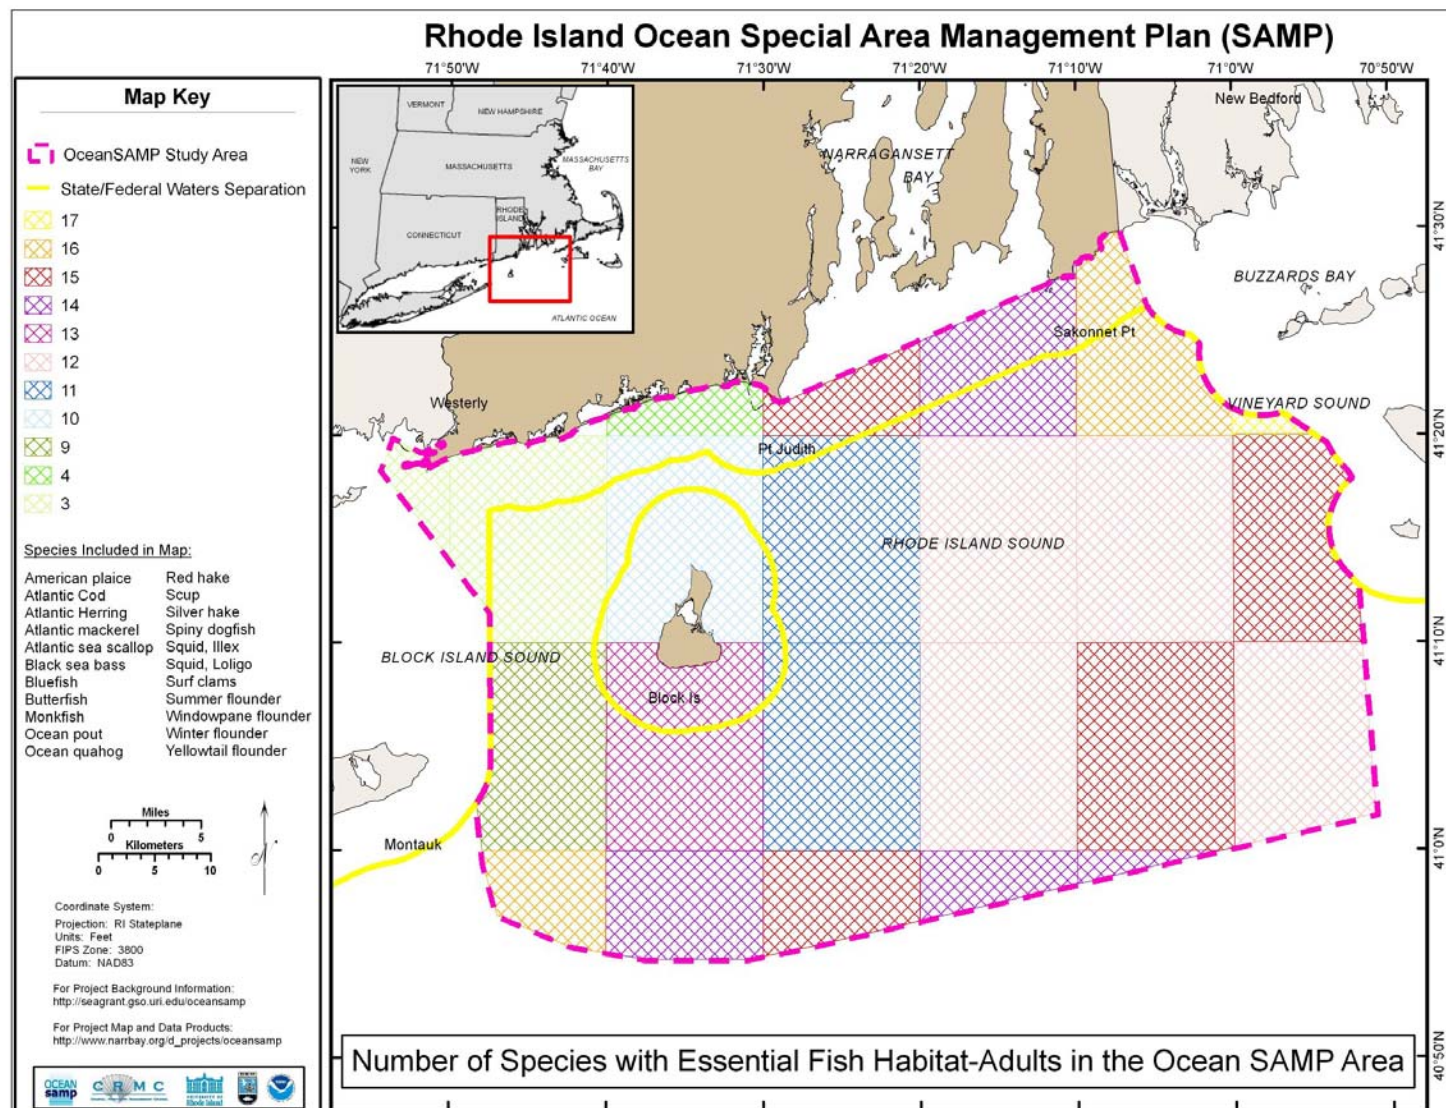 Rhode Island Ocean Special Area Management Plan (SAMP)
71°50'W 71°40'W 71°30'W 71°20'W 71°10'W 71°0'W 70°50'W
Map Key
OceanSAMP Study Area
State/Federal Waters Separation
17
16
15
14
13
12
11
10
9
4
3
Species Included in Map:
American plaice Red hake
Atlantic Cod Scup
Atlantic Herring Silver hake
Atlantic mackerel Spiny dogfish
Atlantic sea scallop Squid, Illex
Black sea bass Squid, Loligo
Bluefish Surf clams
Butterfish Summer flounder
Monkfish Windowpane flounder
Ocean pout Winter flounder
Ocean quahog Yellowtail flounder
Miles
0 5
Kilometers
0 5 10
Coordinate System:
Projection: RI Stateplane
Units: Feet
FIPS Zone: 3800
Datum: NAD83
For Project Background Information:
http://seagrant.gso.uri.edu/oceansamp
For Project Map and Data Products:
http://www.narrbay.org/d_projects/oceansamp
OCEAN
samp
C R M C
UNIVERSITY OF
Rhode Island
VERMONT
NEW HAMPSHIRE
NEW
YORK
MASSACHUSETTS
MASSACHUSETTS
BAY
RHODE
ISLAND
CONNECTICUT
ATLANTIC OCEAN
New Bedford
NARRAGANSETT
BAY
BUZZARDS BAY
Sakonnet Pt
Westerly
VINEYARD SOUND
Pt Judith
RHODE ISLAND SOUND
BLOCK ISLAND SOUND
Block Is
Montauk
41°30'N
41°20'N
41°10'N
41°0'N
40°50'N
Number of Species with Essential Fish Habitat-Adults in the Ocean SAMP Area